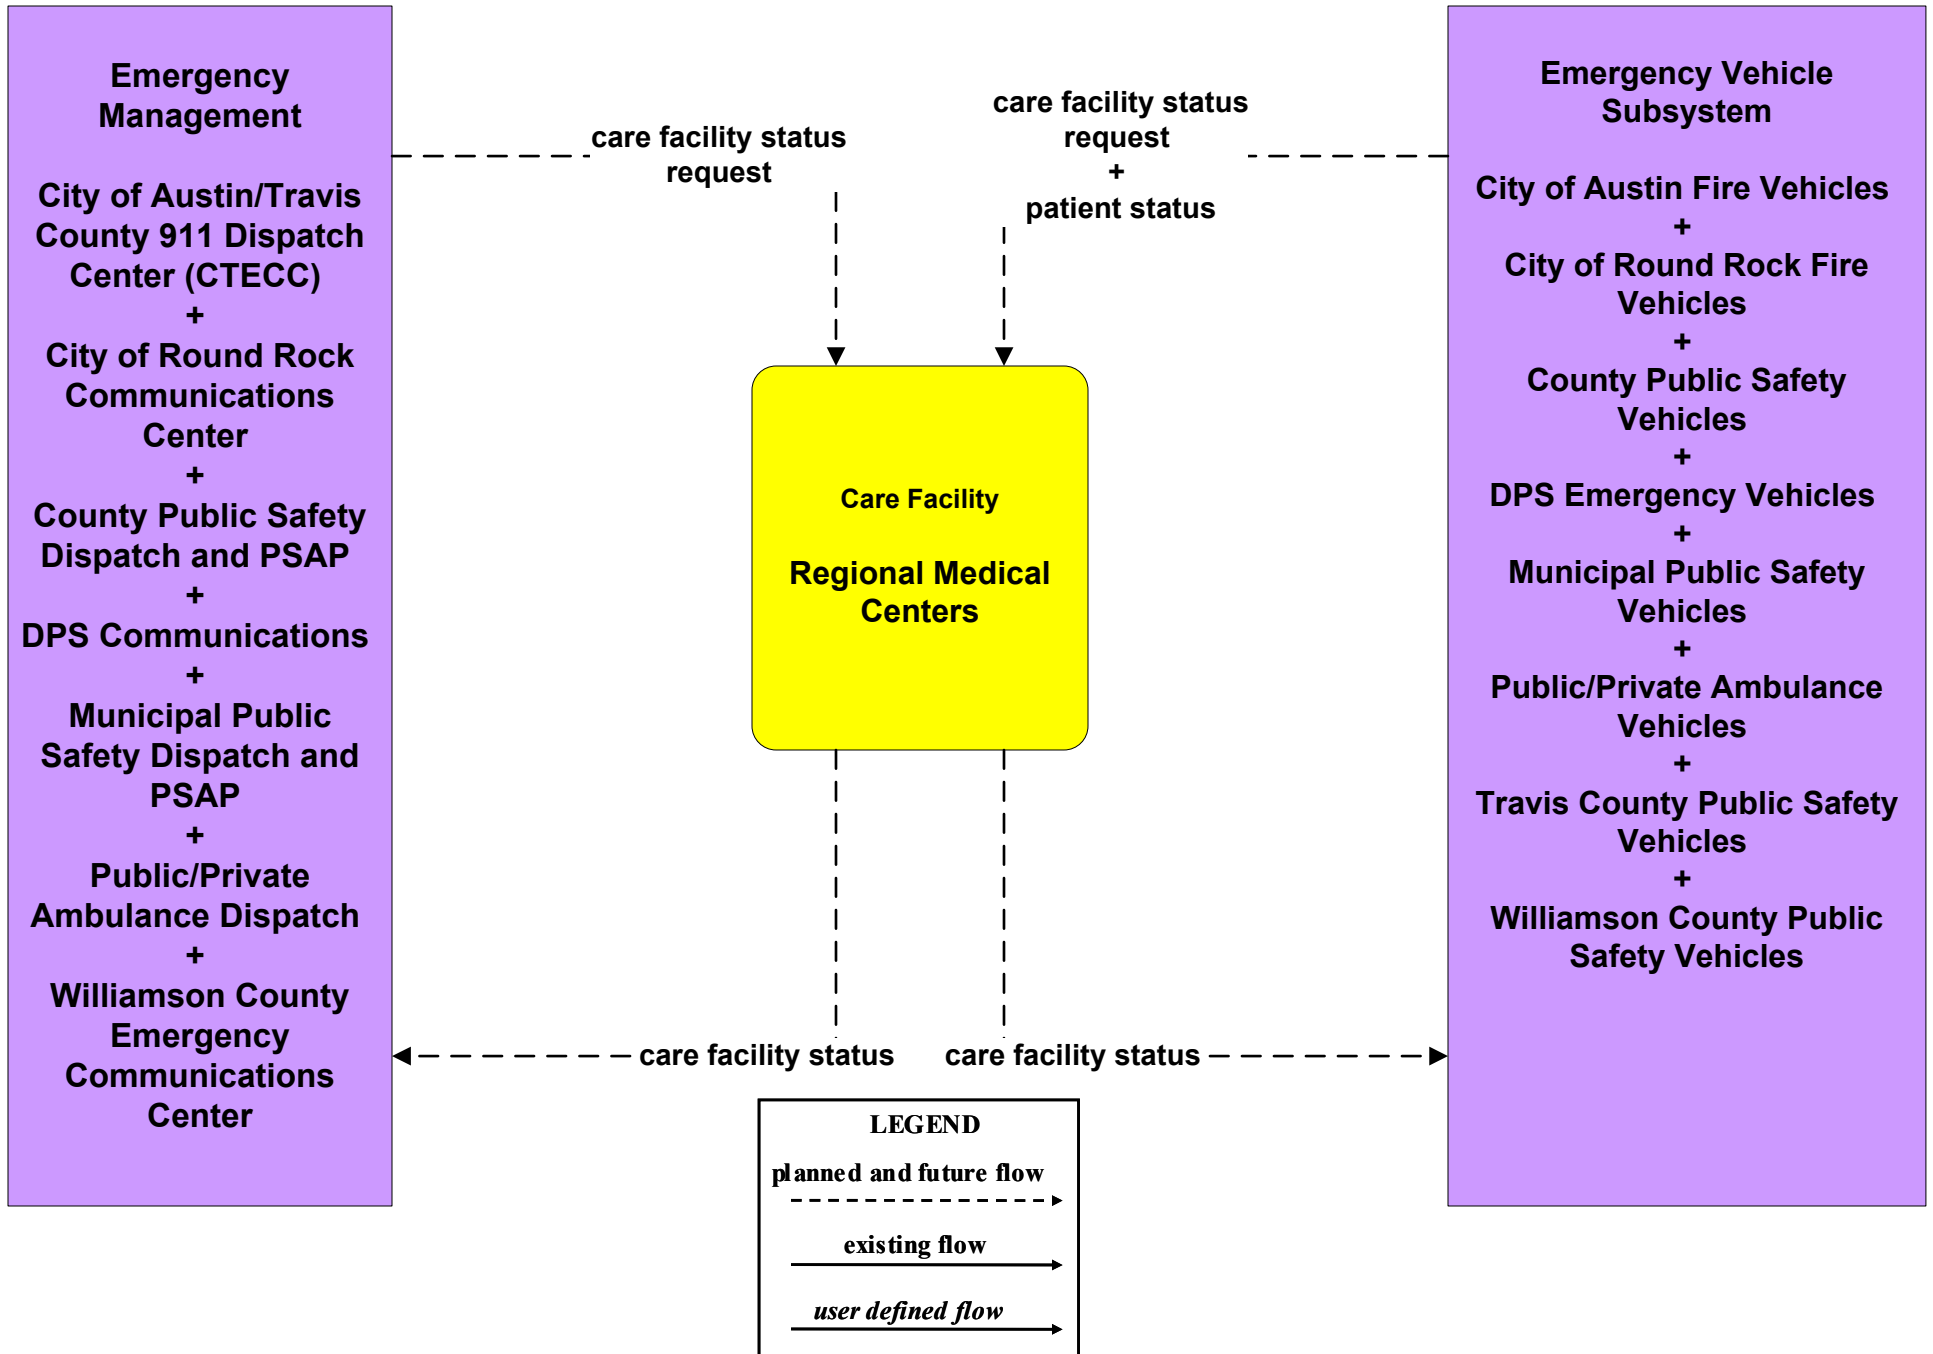 Emergency
Management
City of Austin/Travis
County 911 Dispatch
Center (CTECC)
+
City of Round Rock
Communications
Center
+
County Public Safety
Dispatch and PSAP
+
DPS Communications
+
Municipal Public
Safety Dispatch and
PSAP
+
Public/Private
Ambulance Dispatch
+
Williamson County
Emergency
Communications
Center
care facility status
request
care facility status
request
+
patient status
Care Facility
Regional Medical
Centers
care facility status
care facility status
Emergency Vehicle
Subsystem
City of Austin Fire Vehicles
+
City of Round Rock Fire
Vehicles
+
County Public Safety
Vehicles
+
DPS Emergency Vehicles
+
Municipal Public Safety
Vehicles
+
Public/Private Ambulance
Vehicles
+
Travis County Public Safety
Vehicles
+
Williamson County Public
Safety Vehicles
LEGEND
planned and future flow
existing flow
user defined flow